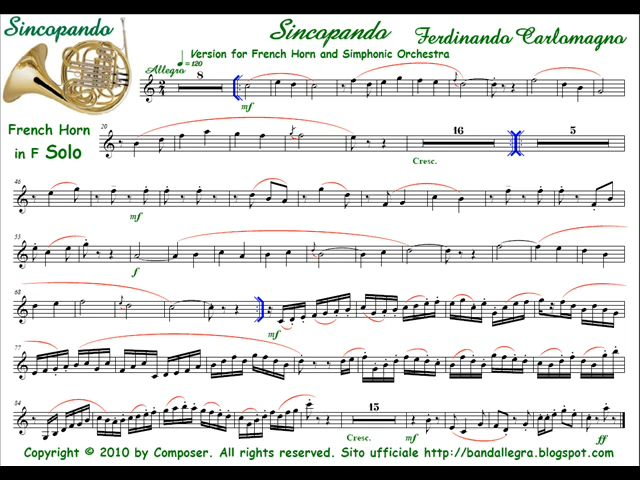 Sincopando
Sincopando
Ferdinando Carlomagno
Version for French Horn and Simphonic Orchestra
Allegro ♩ = 120
2 4
8
mf
French Horn
in F Solo
20
16
5
Cresc.
46
mf
55
f
68
mf
77
84
15
Cresc.
mf
ff
Copyright © 2010 by Composer. All rights reserved. Sito ufficiale http://bandallegra.blogspot.com